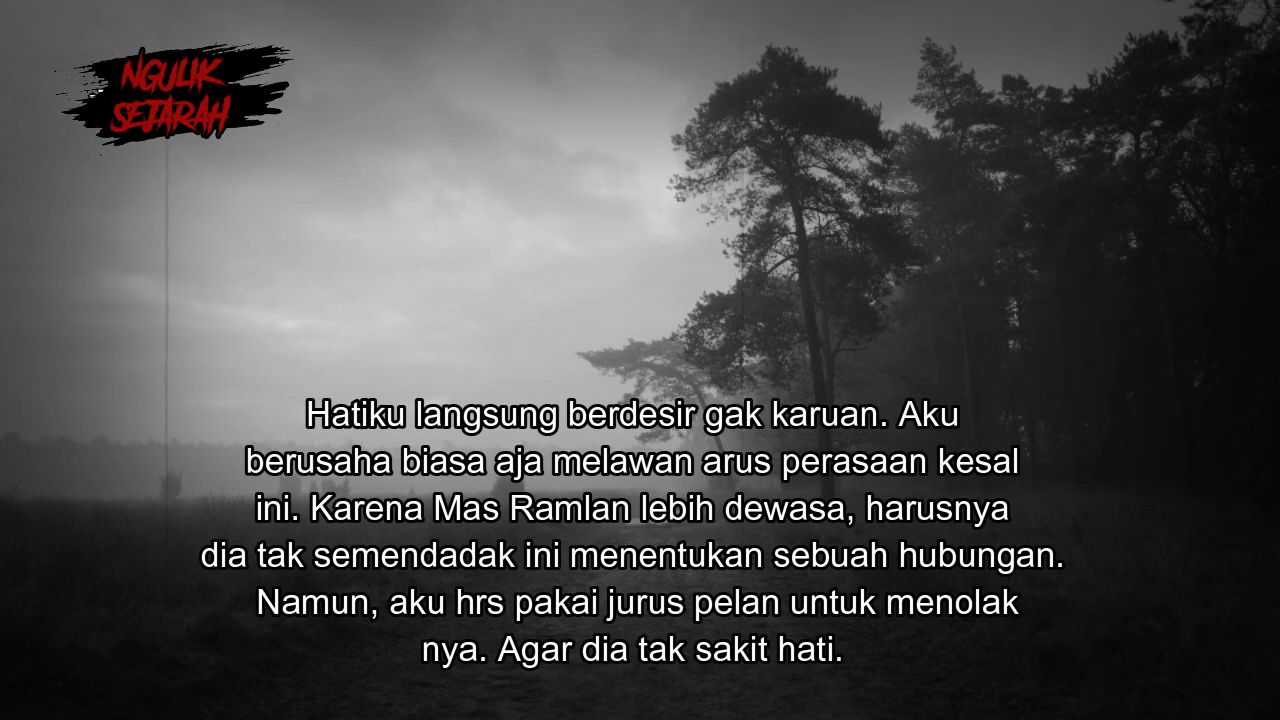 NGULIK
SEJARAH
Hatiku langsung berdesir gak karuan. Aku
berusaha biasa aja melawan arus perasaan kesal
ini. Karena Mas Ramlan lebih dewasa, harusnya
dia tak semendadak ini menentukan sebuah hubungan.
Namun, aku hrs pakai jurus pelan untuk menolak
nya. Agar dia tak sakit hati.